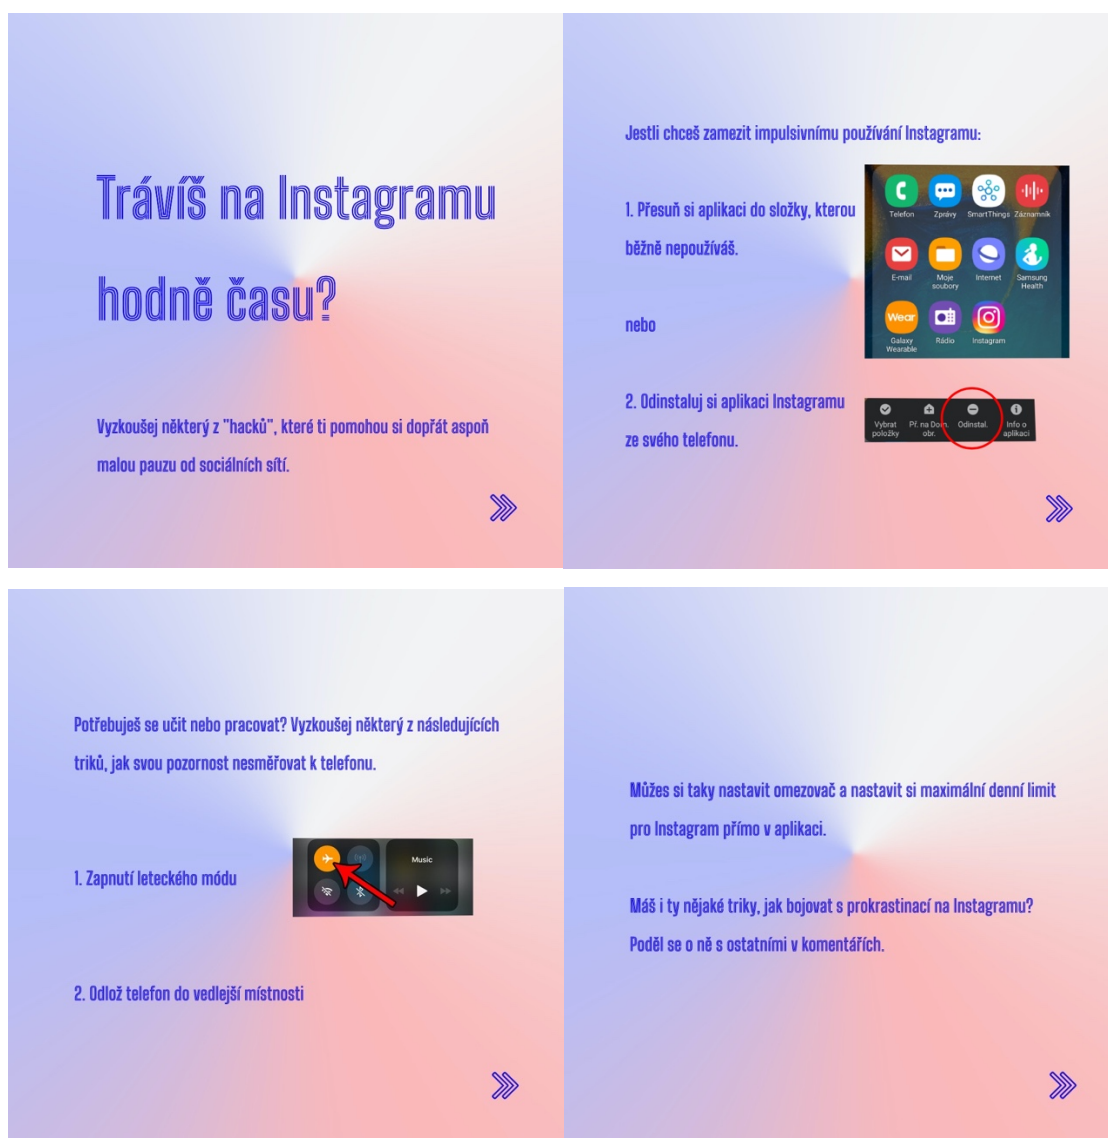 Trávíš na Instagramu
hodně času?
Vyzkoušej některý z "hacků", které ti pomohou si dopřát aspoň
malou pauzu od sociálních sítí.
Jestli chceš zamezit impulsivnímu používání Instagramu:
1. Přesuň si aplikaci do složky, kterou
běžně nepoužíváš.
nebo
2. Odinstaluj si aplikaci Instagramu
ze svého telefonu.
Telefon
Zprávy
SmartThings
Záznamník
E-mail
Moje
soubory
Internet
Samsung
Health
Wear
Galaxy
Wearable
Rádio
Instagram
Vybrat
položky
Př. na Dom.
obr.
Odinstal.
Info o
aplikaci
Potřebuješ se učit nebo pracovat? Vyzkoušej některý z následujících
triků, jak svou pozornost nesměřovat k telefonu.
1. Zapnutí leteckého módu
Music
2. Odlož telefon do vedlejší místnosti
Můžes si taky nastavit omezovač a nastavit si maximální denní limit
pro Instagram přímo v aplikaci.
Máš i ty nějaké triky, jak bojovat s prokrastinací na Instagramu?
Poděl se o ně s ostatními v komentářích.